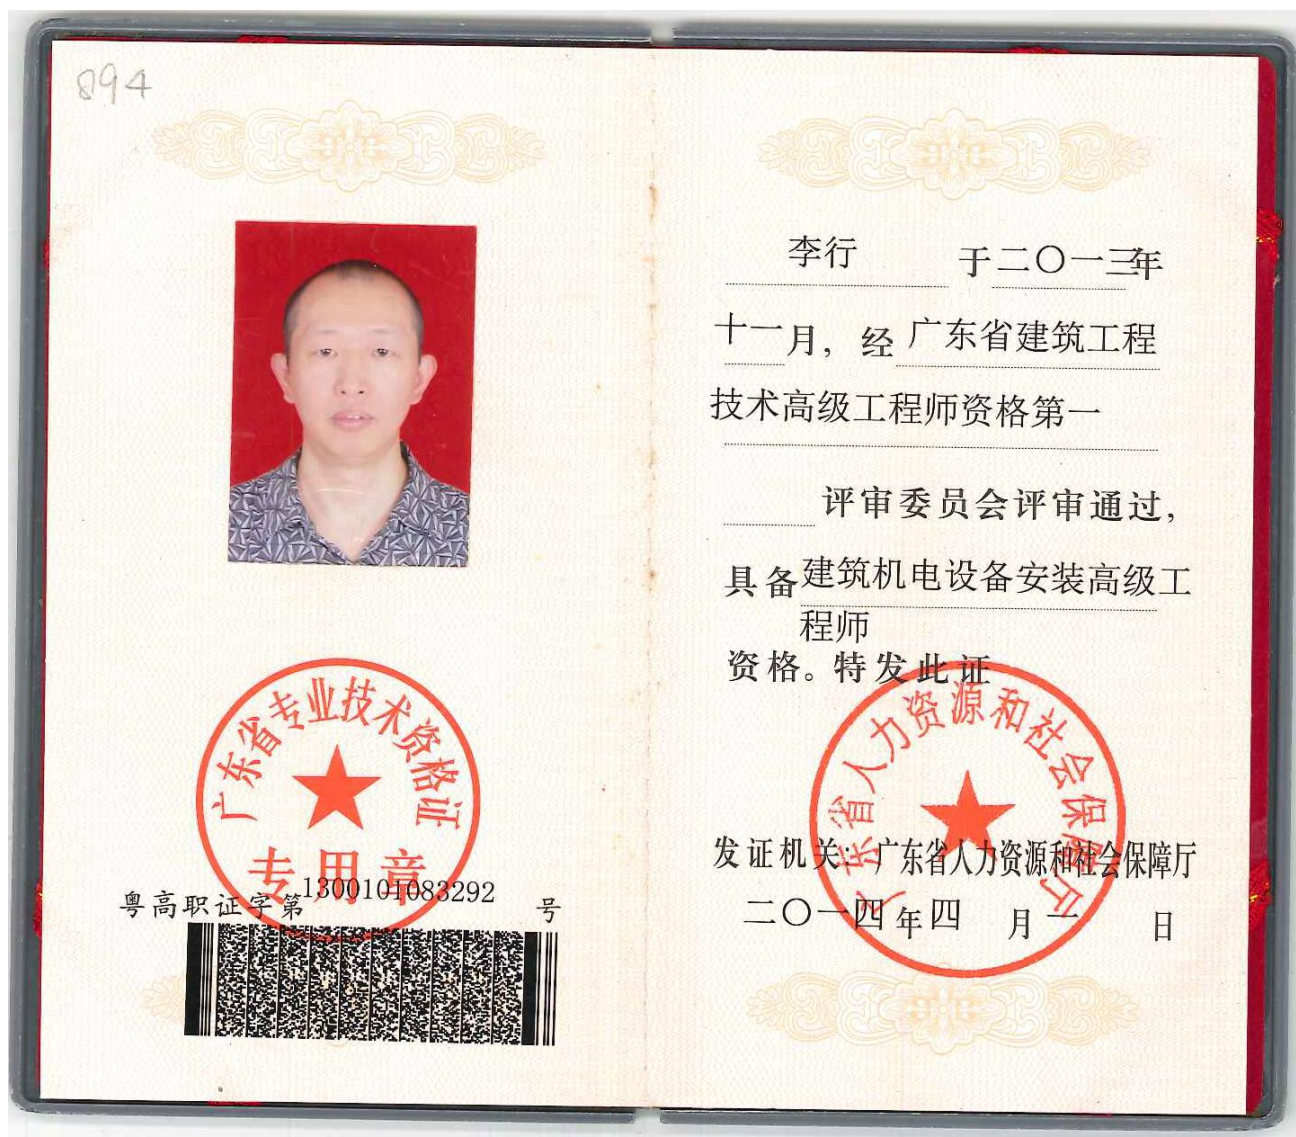 894
广东省专业技术资格证
专用章
粤高职证字第1300101083292号
李行 于二〇一三年
十一月，经广东省建筑工程
技术高级工程师资格第一
评审委员会评审通过，
具备建筑机电设备安装高级工
程师
资格。特发此证
广东省人力资源和社会保障厅
发证机关：广东省人力资源和社会保障厅
二〇一四年四月一日